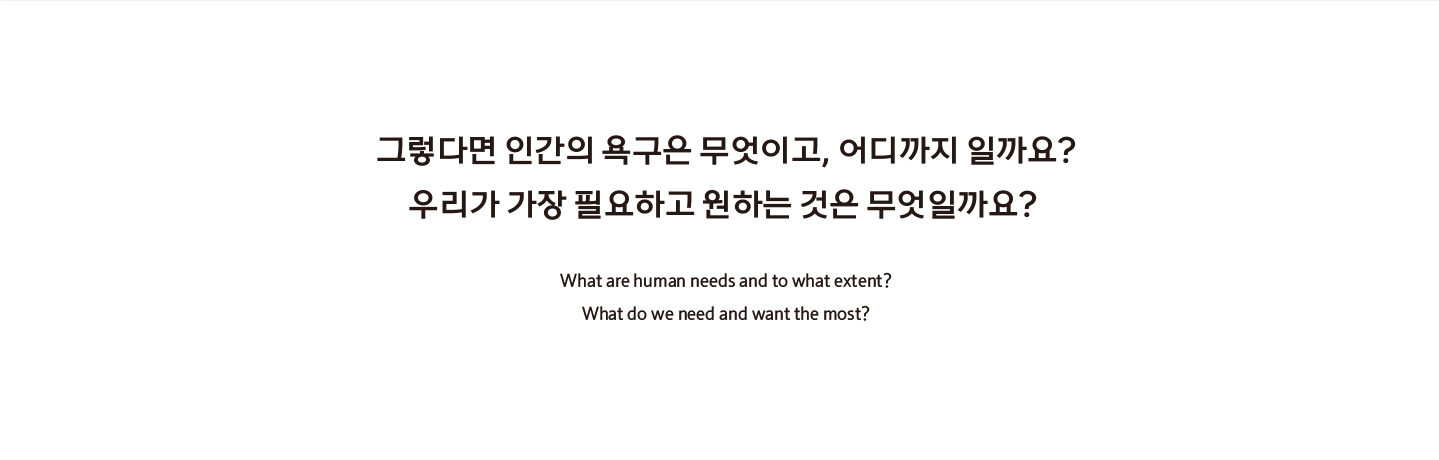 그렇다면 인간의 욕구은 무엇이고, 어디까지 일까요?
우리가 가장 필요하고 원하는 것은 무엇일까요?
What are human needs and to what extent?
What do we need and want the most?